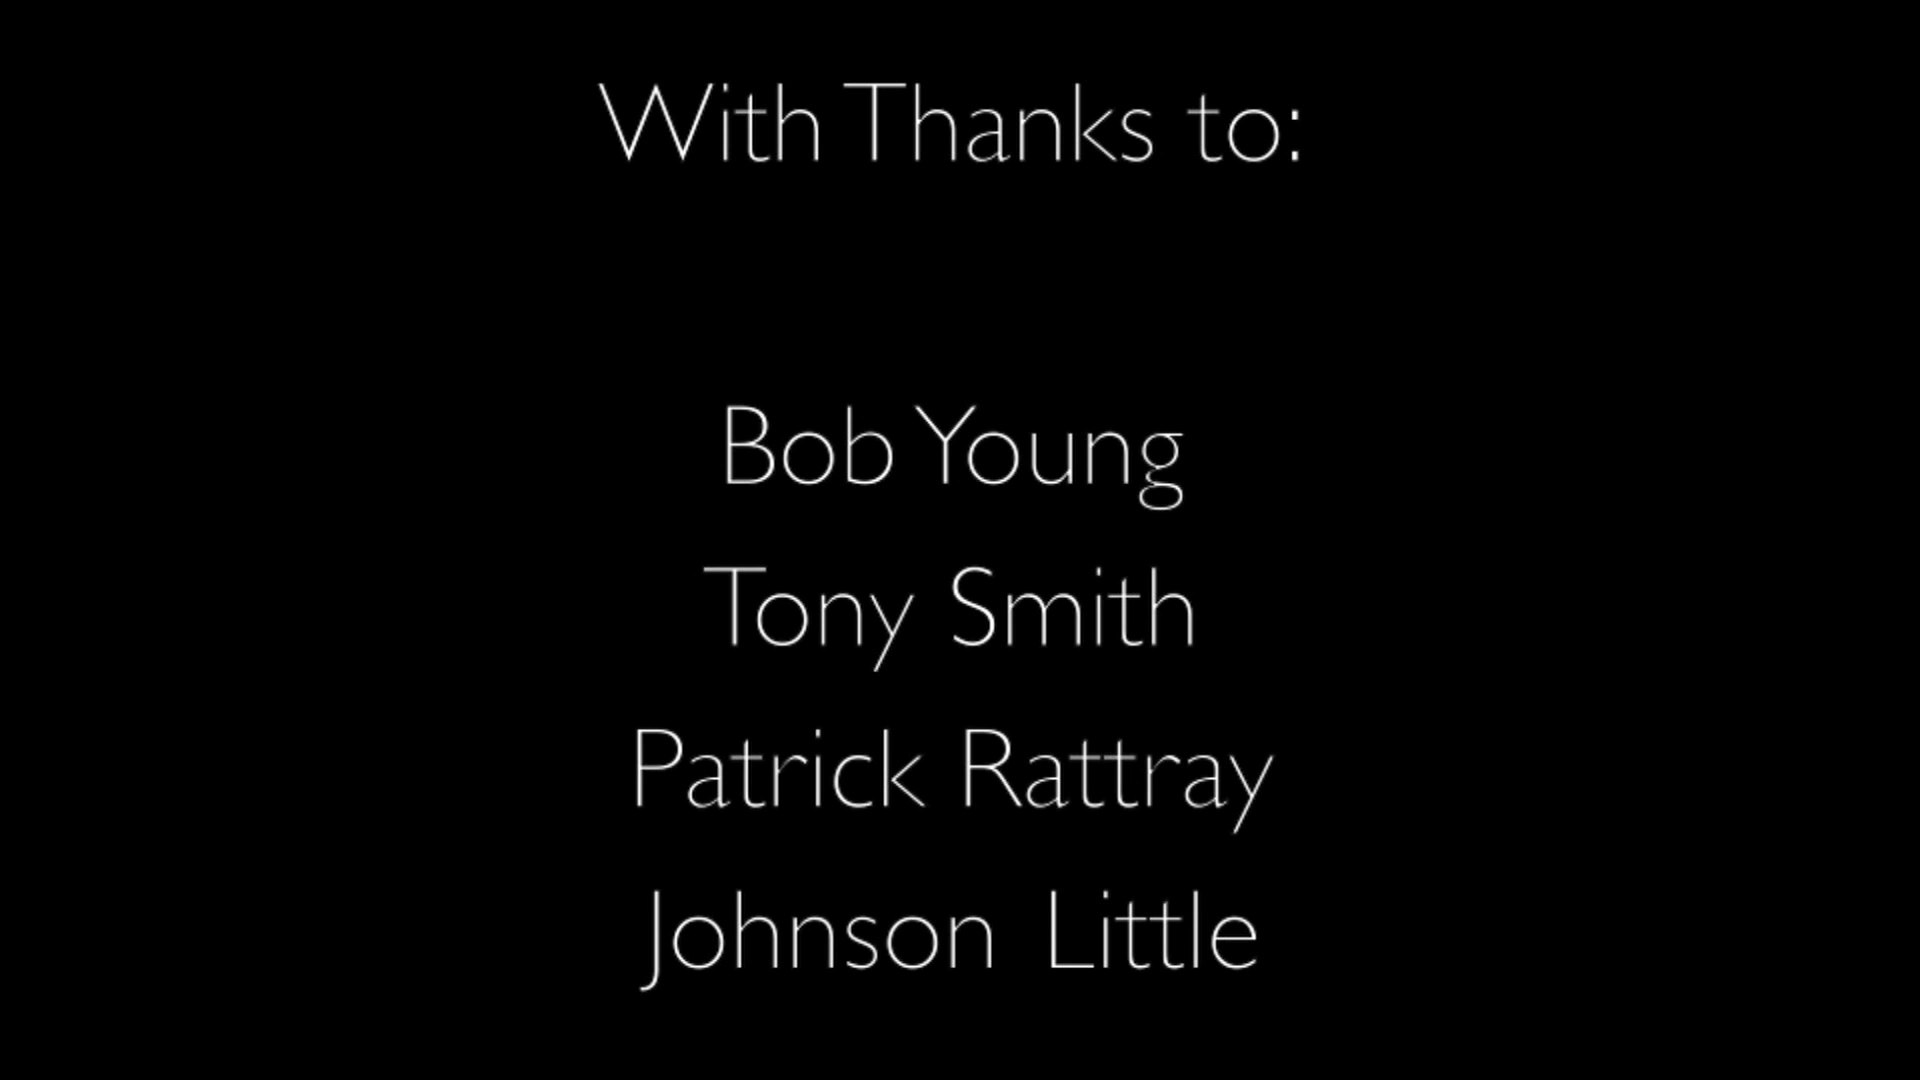 With Thanks to:
Bob Young
Tony Smith
Patrick Rattray
Johnson Little